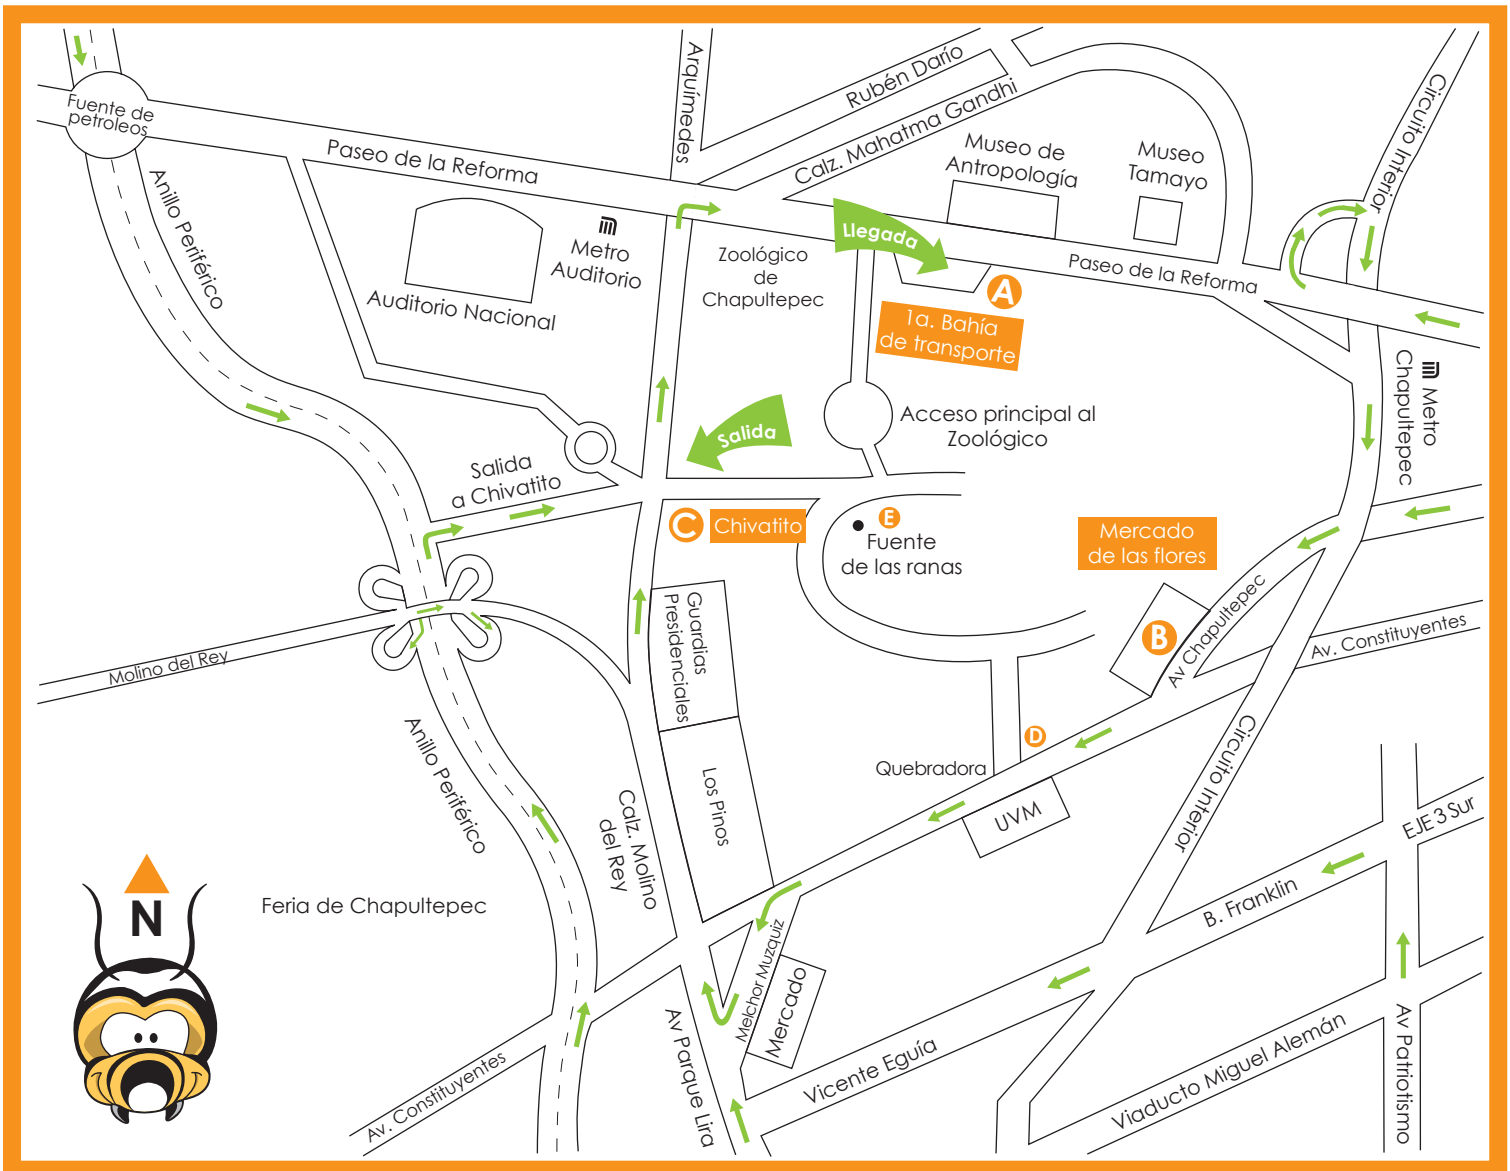 Fuente de
petroleos
Paseo de la Reforma
Arquímedes
Rubén Darío
Calz. Mahatma Gandhi
Museo de
Antropología
Museo
Tamayo
Circuito Interior
Anillo Periférico
Metro
Auditorio
Auditorio Nacional
Zoológico
de
Chapultepec
Llegada
A
1a. Bahía
de transporte
Paseo de la Reforma
Metro
Chapultepec
Salida
Acceso principal al
Zoológico
Salida
a Chivatito
C
Chivatito
E
Fuente
de las ranas
Mercado
de las flores
B
Av Chapultepec
Av. Constituyentes
Molino del Rey
Guardias
Presidenciales
Anillo Periférico
Los Pinos
Calz. Molino
del Rey
D
Quebradora
UVM
Circuito Interior
EJE 3 Sur
B. Franklin
N
Feria de Chapultepec
Melchor Muzquiz
Mercado
Av Parque Lira
Av. Constituyentes
Vicente Eguía
Viaducto Miguel Alemán
Av Patriotismo